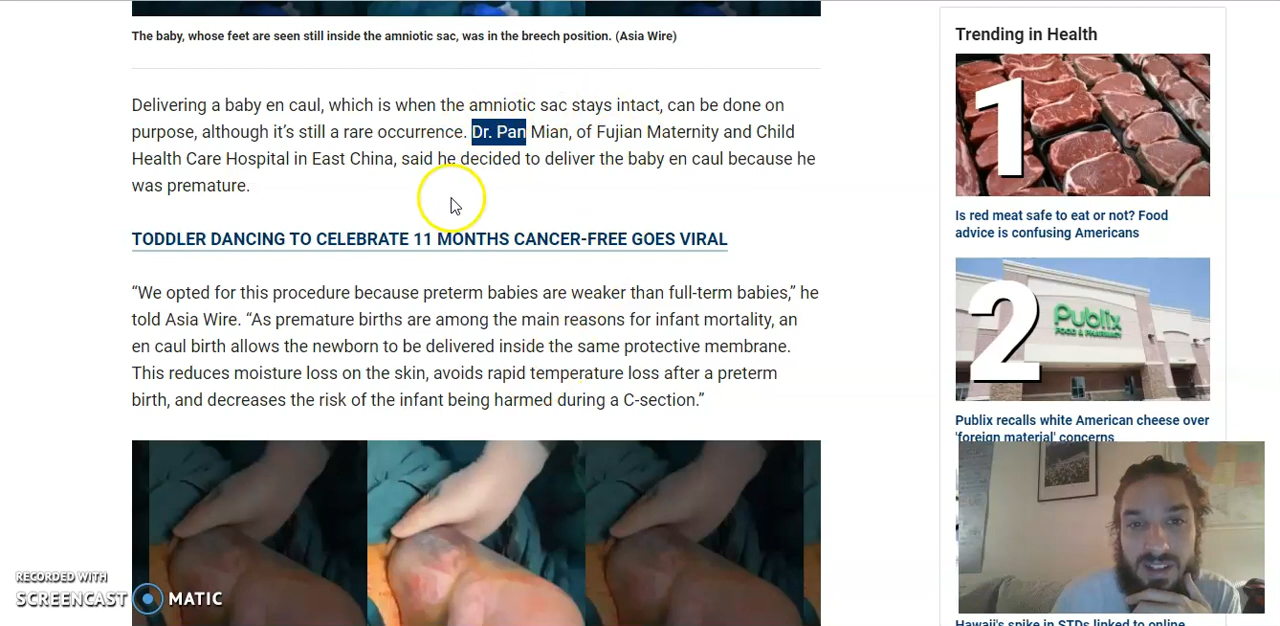 The baby, whose feet are seen still inside the amniotic sac, was in the breech position. (Asia Wire)
Delivering a baby en caul, which is when the amniotic sac stays intact, can be done on
purpose, although it’s still a rare occurrence. Dr. Pan Mian, of Fujian Maternity and Child
Health Care Hospital in East China, said he decided to deliver the baby en caul because he
was premature.
TODDLER DANCING TO CELEBRATE 11 MONTHS CANCER-FREE GOES VIRAL
“We opted for this procedure because preterm babies are weaker than full-term babies,” he
told Asia Wire. “As premature births are among the main reasons for infant mortality, an
en caul birth allows the newborn to be delivered inside the same protective membrane.
This reduces moisture loss on the skin, avoids rapid temperature loss after a preterm
birth, and decreases the risk of the infant being harmed during a C-section.”
RECORDED WITH
SCREENCAST MATIC
Trending in Health
1
Is red meat safe to eat or not? Food
advice is confusing Americans
2
Publix
FOOD & PHARMACY
Publix recalls white American cheese over
'foreign material' concerns
Hawaii's spike in STDs linked to online